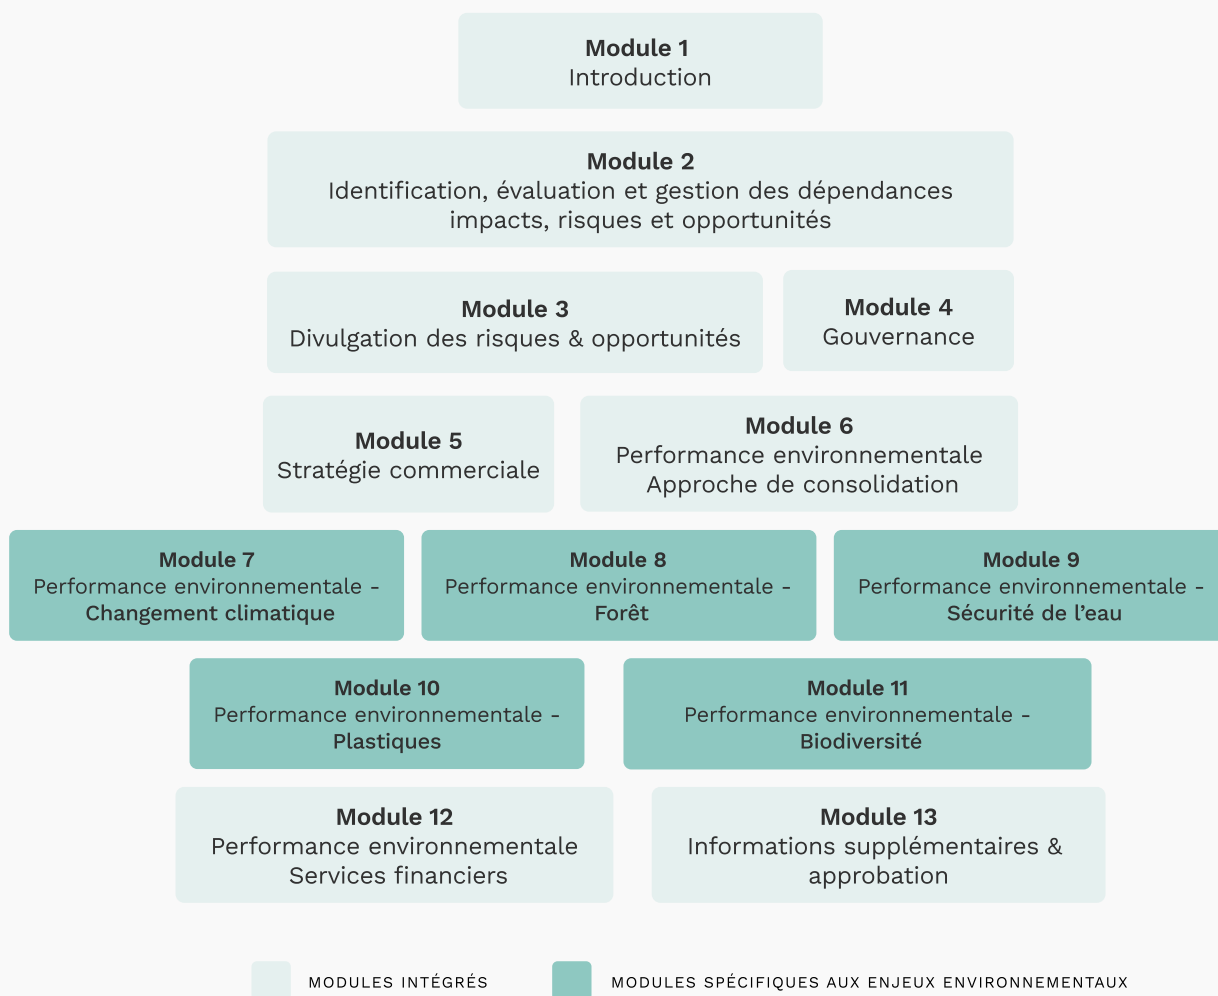 Module 1
Introduction
Module 2
Identification, évaluation et gestion des dépendances
impacts, risques et opportunités
Module 3
Divulgation des risques & opportunités
Module 4
Gouvernance
Module 5
Stratégie commerciale
Module 6
Performance environementale
Approche de consolidation
Module 7
Performance environnementale -
Changement climatique
Module 8
Performance environnementale -
Forêt
Module 9
Performance environnementale -
Sécurité de l’eau
Module 10
Performance environnementale -
Plastiques
Module 11
Performance environnementale -
Biodiversité
Module 12
Performance environementale
Services financiers
Module 13
Informations supplémentaires &
approbation
MODULES INTÉGRÉS
MODULES SPÉCIFIQUES AUX ENJEUX ENVIRONNEMENTAUX